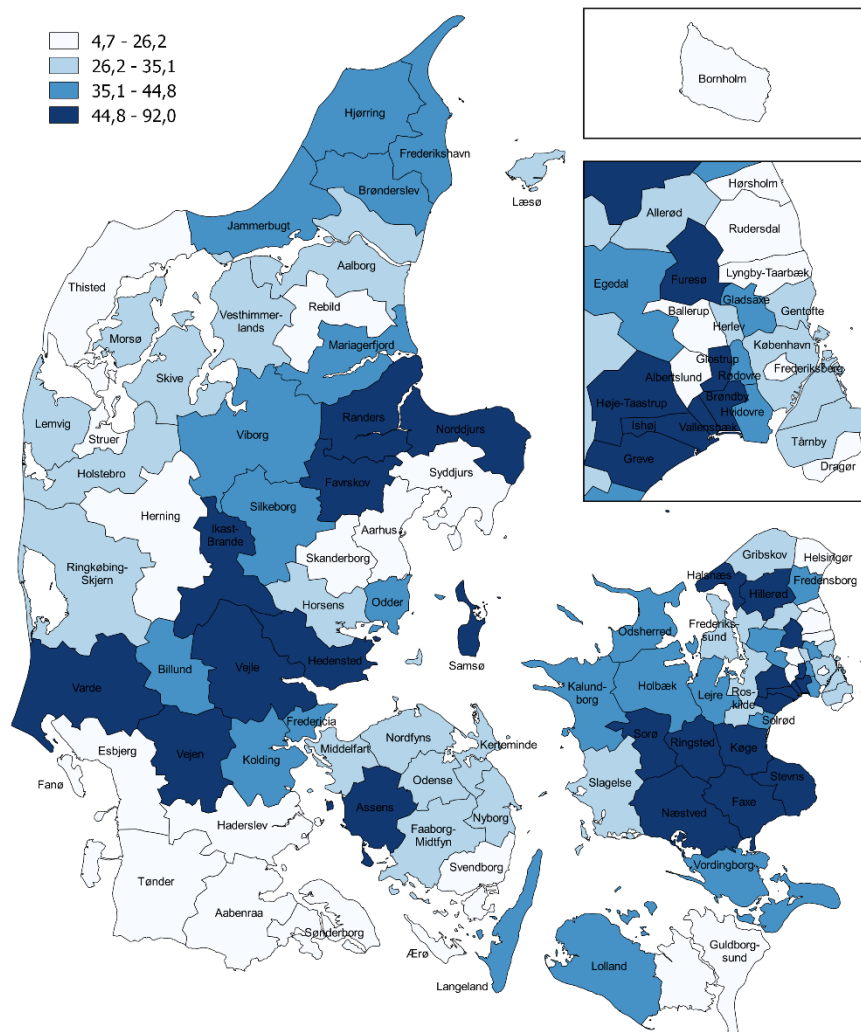 4,7 - 26,2
26,2 - 35,1
35,1 - 44,8
44,8 - 92,0
Bornholm
Hjørring
Frederikshavn
Brønderslev
Læsø
Jammerbugt
Aalborg
Thisted
Rebild
Vesthimmer-
lands
Morsø
Mariagerfjord
Skive
Randers
Norddjurs
Lemvig
Viborg
Struer
Holstebro
Syddjurs
Favrskov
Silkeborg
Herning
Ikast-
Brande
Aarhus
Skanderborg
Ringkøbing-
Skjern
Horsens
Odder
Hedensted
Samsø
Varde
Billund
Vejle
Fredericia
Esbjerg
Vejen
Kolding
Middelfart
Nordfyns
Kerteminde
Fanø
Odense
Assens
Nyborg
Haderslev
Faaborg-
Midtfyn
Svendborg
Tønder
Aabenraa
Sønderborg
Ærø
Langeland
Hørsholm
Allerød
Rudersdal
Egedal
Furesø
Lyngby-Taarbæk
Gladsaxe
Ballerup
Gentofte
Herlev
København
Glostrup
Frederiksberg
Rødovre
Albertslund
Høje-Taastrup
Brøndby
Hvidovre
Ishøj
Vallensbæk
Tårnby
Greve
Dragør
Gribskov
Helsingør
Halsnæs
Fredensborg
Hillerød
Frederiks-
sund
Odsherred
Kalund-
borg
Holbæk
Lejre
Ros-
kilde
Solrød
Sorø
Ringsted
Køge
Slagelse
Stevns
Næstved
Faxe
Vordingborg
Guldborg-
sund
Lolland